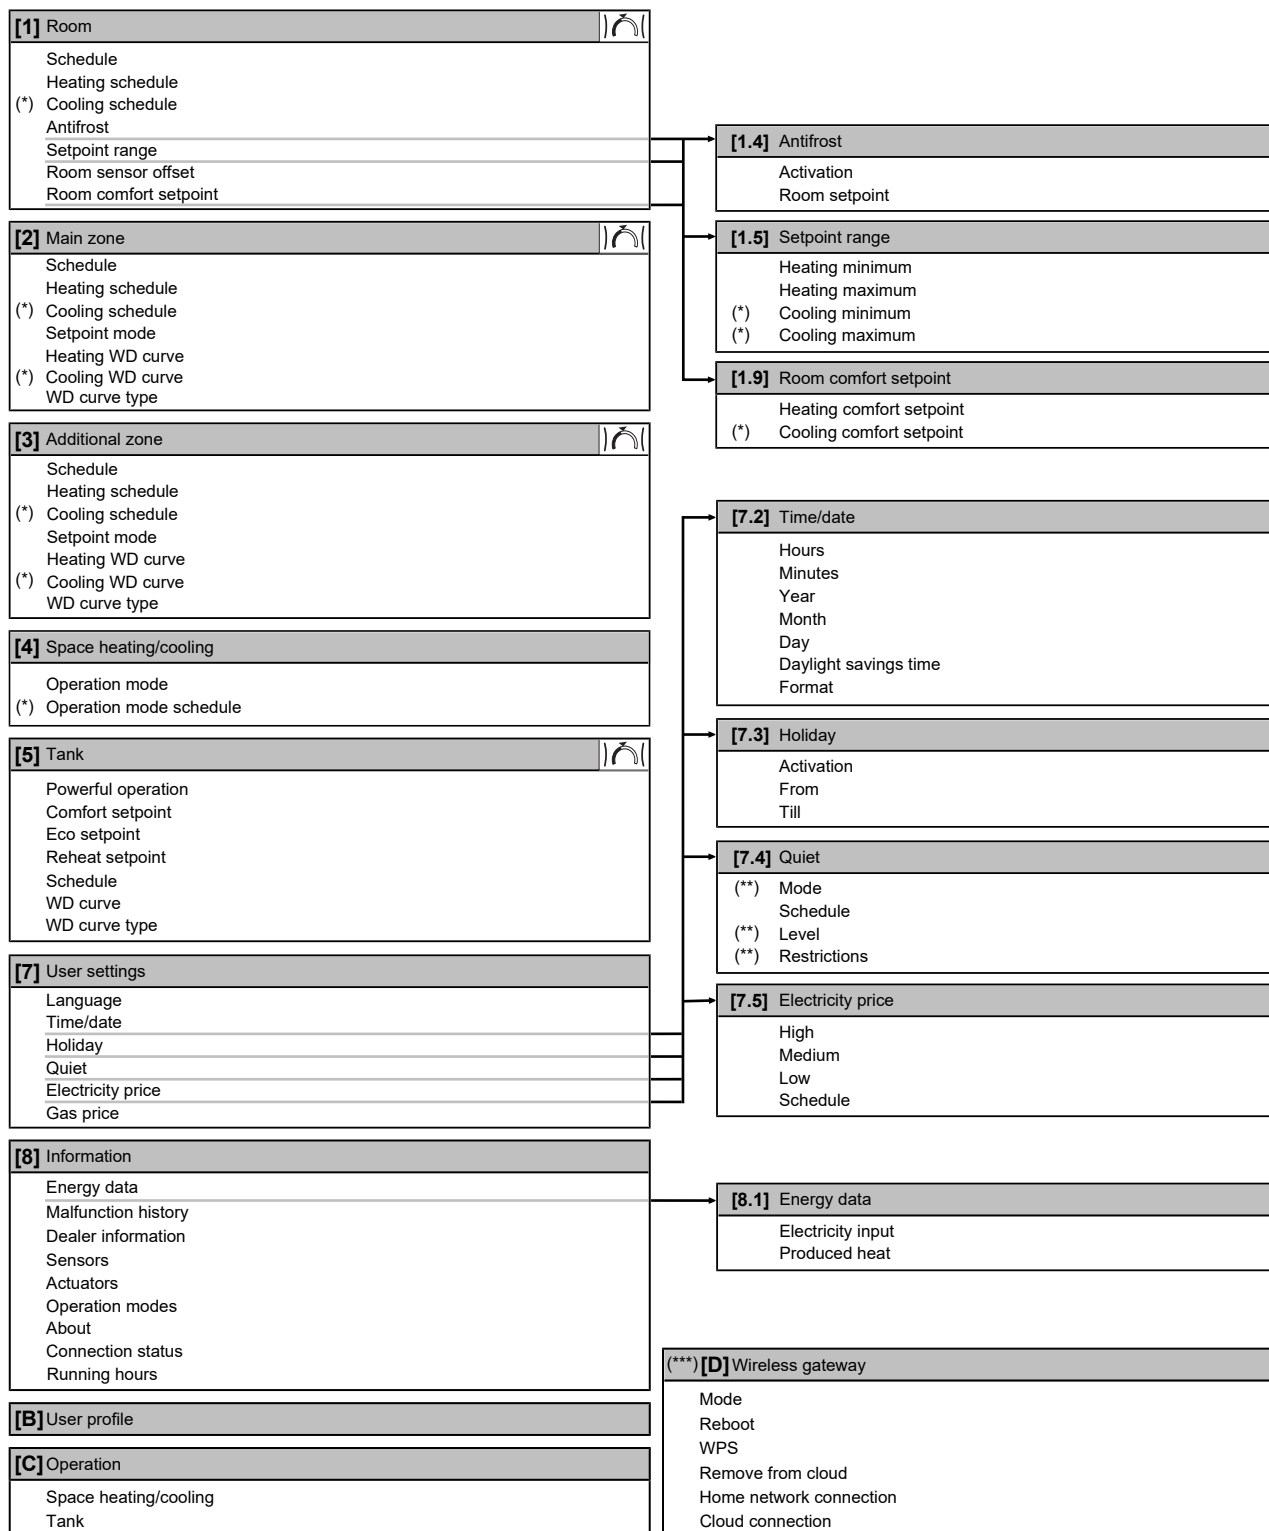 [1] Room
Schedule
Heating schedule
(*) Cooling schedule
Antifrost
Setpoint range
Room sensor offset
Room comfort setpoint
[2] Main zone
Schedule
Heating schedule
(*) Cooling schedule
Setpoint mode
Heating WD curve
(*) Cooling WD curve
WD curve type
[3] Additional zone
Schedule
Heating schedule
(*) Cooling schedule
Setpoint mode
Heating WD curve
(*) Cooling WD curve
WD curve type
[4] Space heating/cooling
Operation mode
(*) Operation mode schedule
[5] Tank
Powerful operation
Comfort setpoint
Eco setpoint
Reheat setpoint
Schedule
WD curve
WD curve type
[7] User settings
Language
Time/date
Holiday
Quiet
Electricity price
Gas price
[8] Information
Energy data
Malfunction history
Dealer information
Sensors
Actuators
Operation modes
About
Connection status
Running hours
[B] User profile
[C] Operation
Space heating/cooling
Tank
[1.4] Antifrost
Activation
Room setpoint
[1.5] Setpoint range
Heating minimum
Heating maximum
(*) Cooling minimum
(*) Cooling maximum
[1.9] Room comfort setpoint
Heating comfort setpoint
(*) Cooling comfort setpoint
[7.2] Time/date
Hours
Minutes
Year
Month
Day
Daylight savings time
Format
[7.3] Holiday
Activation
From
Till
[7.4] Quiet
(**) Mode
Schedule
(**) Level
(**) Restrictions
[7.5] Electricity price
High
Medium
Low
Schedule
[8.1] Energy data
Electricity input
Produced heat
(***) [D] Wireless gateway
Mode
Reboot
WPS
Remove from cloud
Home network connection
Cloud connection